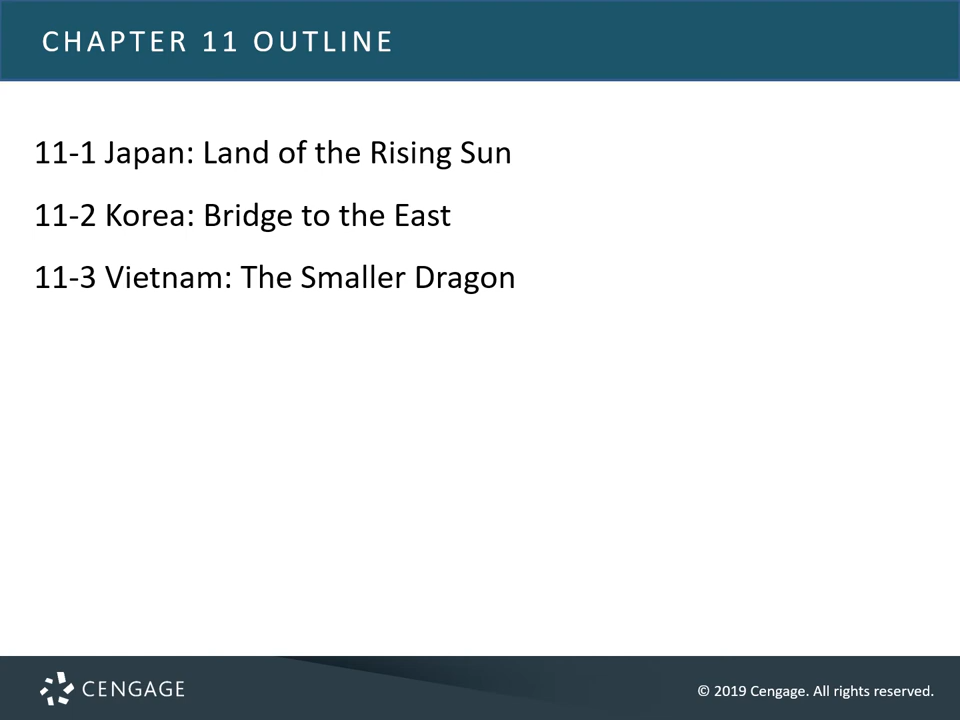 CHAPTER 11 OUTLINE
11-1 Japan: Land of the Rising Sun
11-2 Korea: Bridge to the East
11-3 Vietnam: The Smaller Dragon
CENGAGE
© 2019 Cengage. All rights reserved.